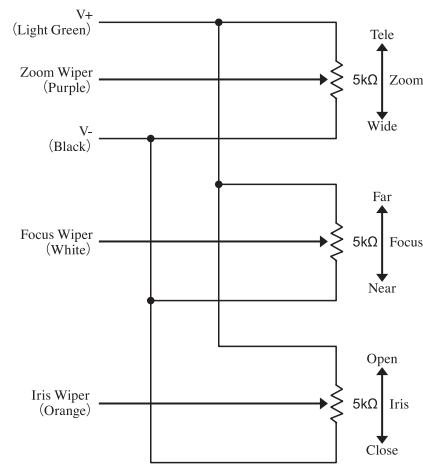 V+
(Light Green)
Tele
Zoom Wiper
(Purple)
5kΩ
Zoom
V-
(Black)
Wide
Far
Focus Wiper
(White)
5kΩ
Focus
Near
Open
Iris Wiper
(Orange)
5kΩ
Iris
Close